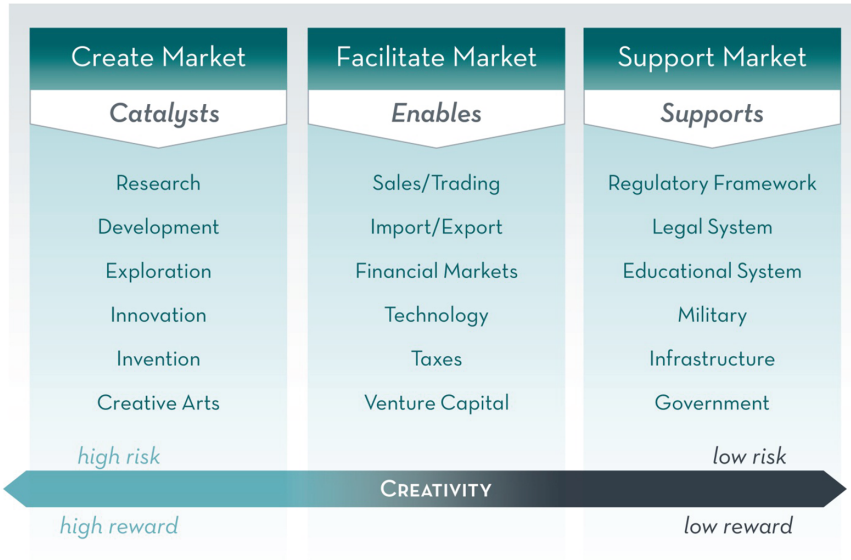 Create Market
Catalysts
Research
Development
Exploration
Innovation
Invention
Creative Arts
Facilitate Market
Enables
Sales/Trading
Import/Export
Financial Markets
Technology
Taxes
Venture Capital
Support Market
Supports
Regulatory Framework
Legal System
Educational System
Military
Infrastructure
Government
high risk
low risk
CREATIVITY
high reward
low reward